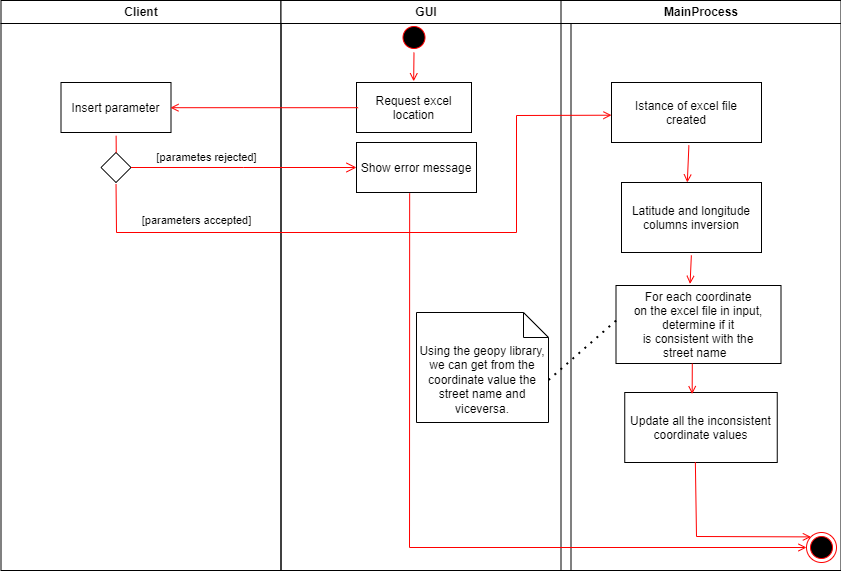 Client
GUI
MainProcess
Request excel
location
Insert parameter
Istance of excel file
created
[parametes rejected]
Show error message
[parameters accepted]
Latitude and longitude
columns inversion
For each coordinate
on the excel file in input,
determine if it
is consistent with the
street name
Using the geopy library,
we can get from the
coordinate value the
street name and
viceversa.
Update all the inconsistent
coordinate values